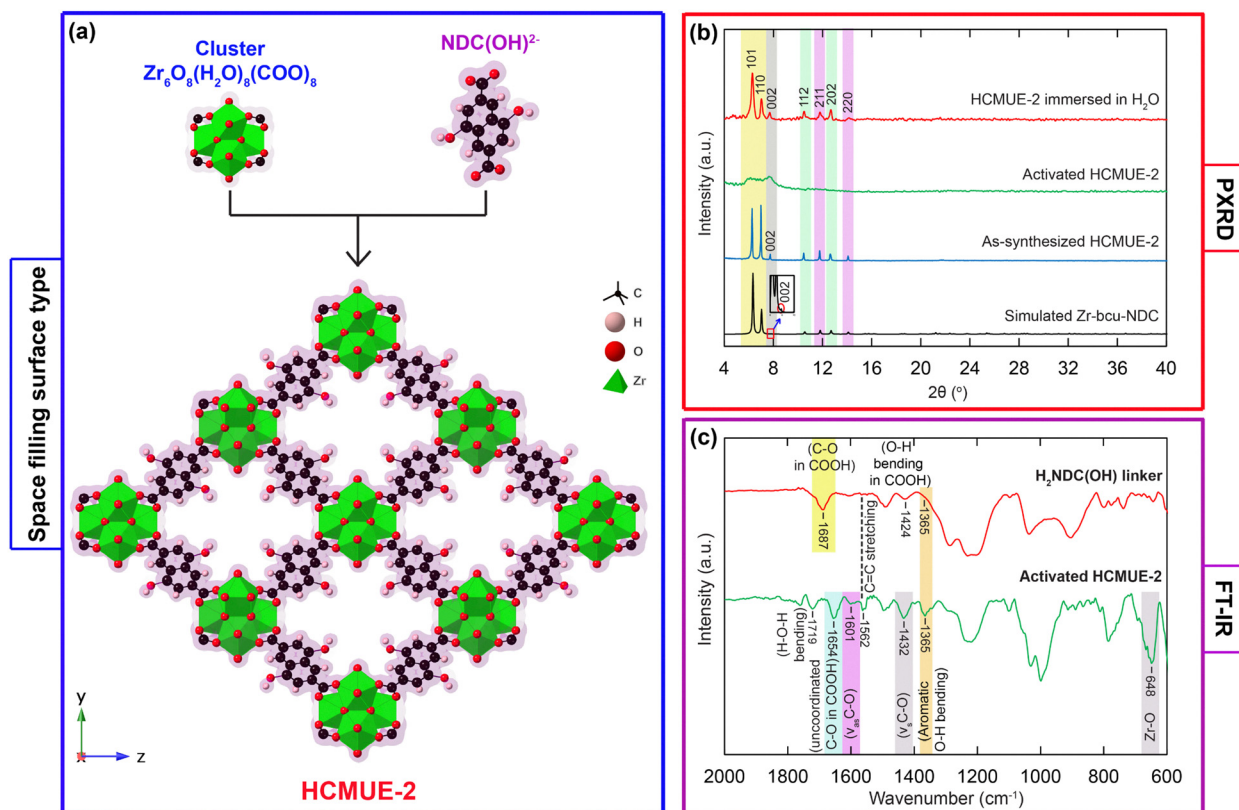 Space filling surface type
(a)
Cluster
Zr6O8(H2O)8(COO)8
NDC(OH)2-
C
H
O
Zr
y
x
z
HCMUE-2
(b)
101
110
002
112
211
202
220
HCMUE-2 immersed in H2O
Activated HCMUE-2
002
As-synthesized HCMUE-2
002
Simulated Zr-bcu-NDC
Intensity (a.u.)
4 8 12 16 20 24 28 32 36 40
2θ (°)
PXRD
(c)
(C-O
in COOH)
(O-H
bending
in COOH)
H2NDC(OH) linker
1687
C=C stretching
1424
1365
Activated HCMUE-2
1719
(H-O-H
bending)
1654
(uncoordinated
C-O in COOH)
1601
(νas C-O)
1562
1432
(νs C-O)
1365
(Aromatic
O-H bending)
648
Zr-O
Intensity (a.u.)
2000 1800 1600 1400 1200 1000 800 600
Wavenumber (cm-1)
FT-IR